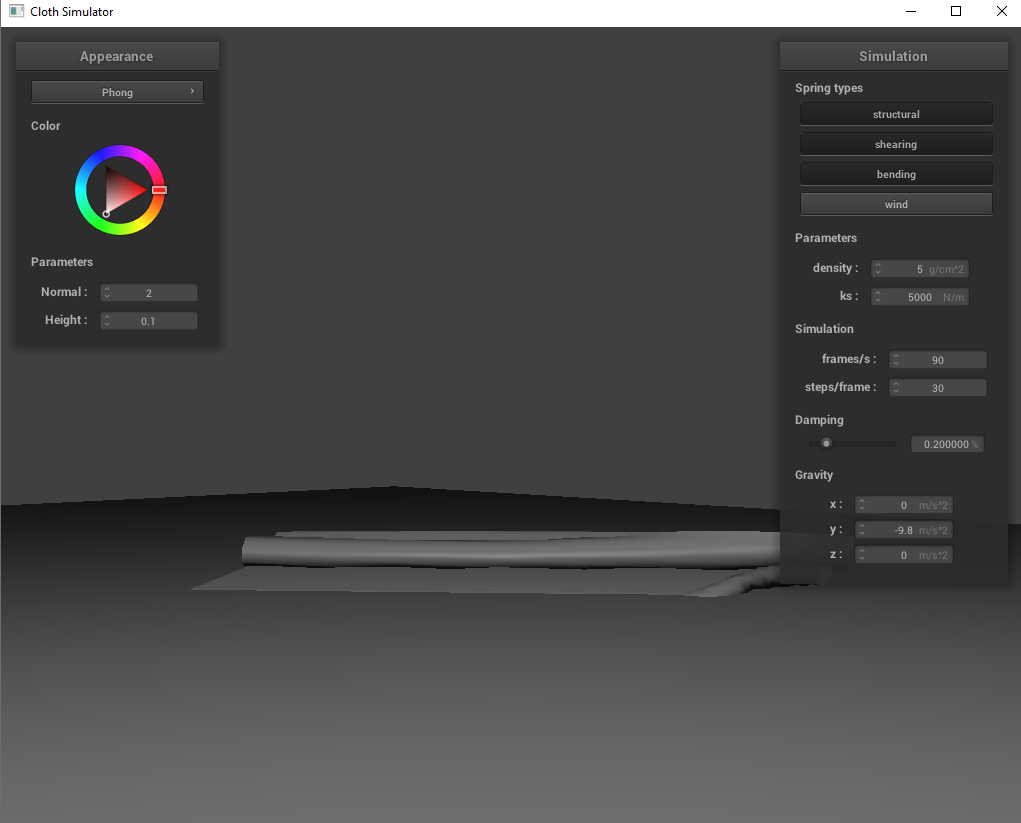 Cloth Simulator
Appearance
Phong
Color
Parameters
Normal : 2
Height : 0.1
Simulation
Spring types
structural
shearing
bending
wind
Parameters
density : 5 g/cm^2
ks : 5000 N/m
Simulation
frames/s : 90
steps/frame : 30
Damping
0.200000 %
Gravity
x : 0 m/s^2
y : -9.8 m/s^2
z : 0 m/s^2